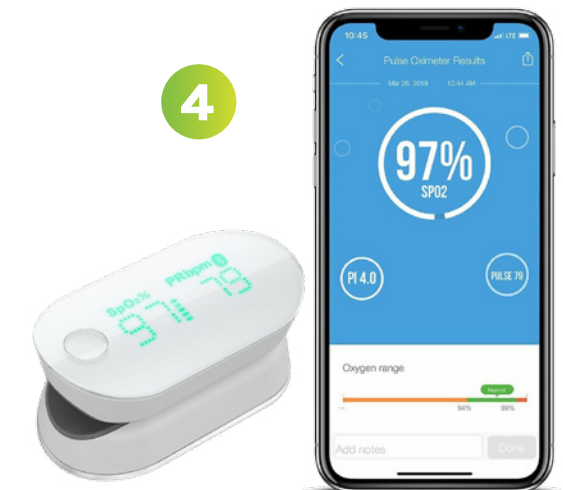 4
SpO₂%
97
PRbpm
79
10:45
LTE
Pulse Oximeter Results
Mar 26, 2018 10:44 AM
97%
SPO2
PI 4.0
PULSE 79
Oxygen range
Normal
--
94% 98%
Add notes
Done